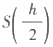 S( h / 2 )